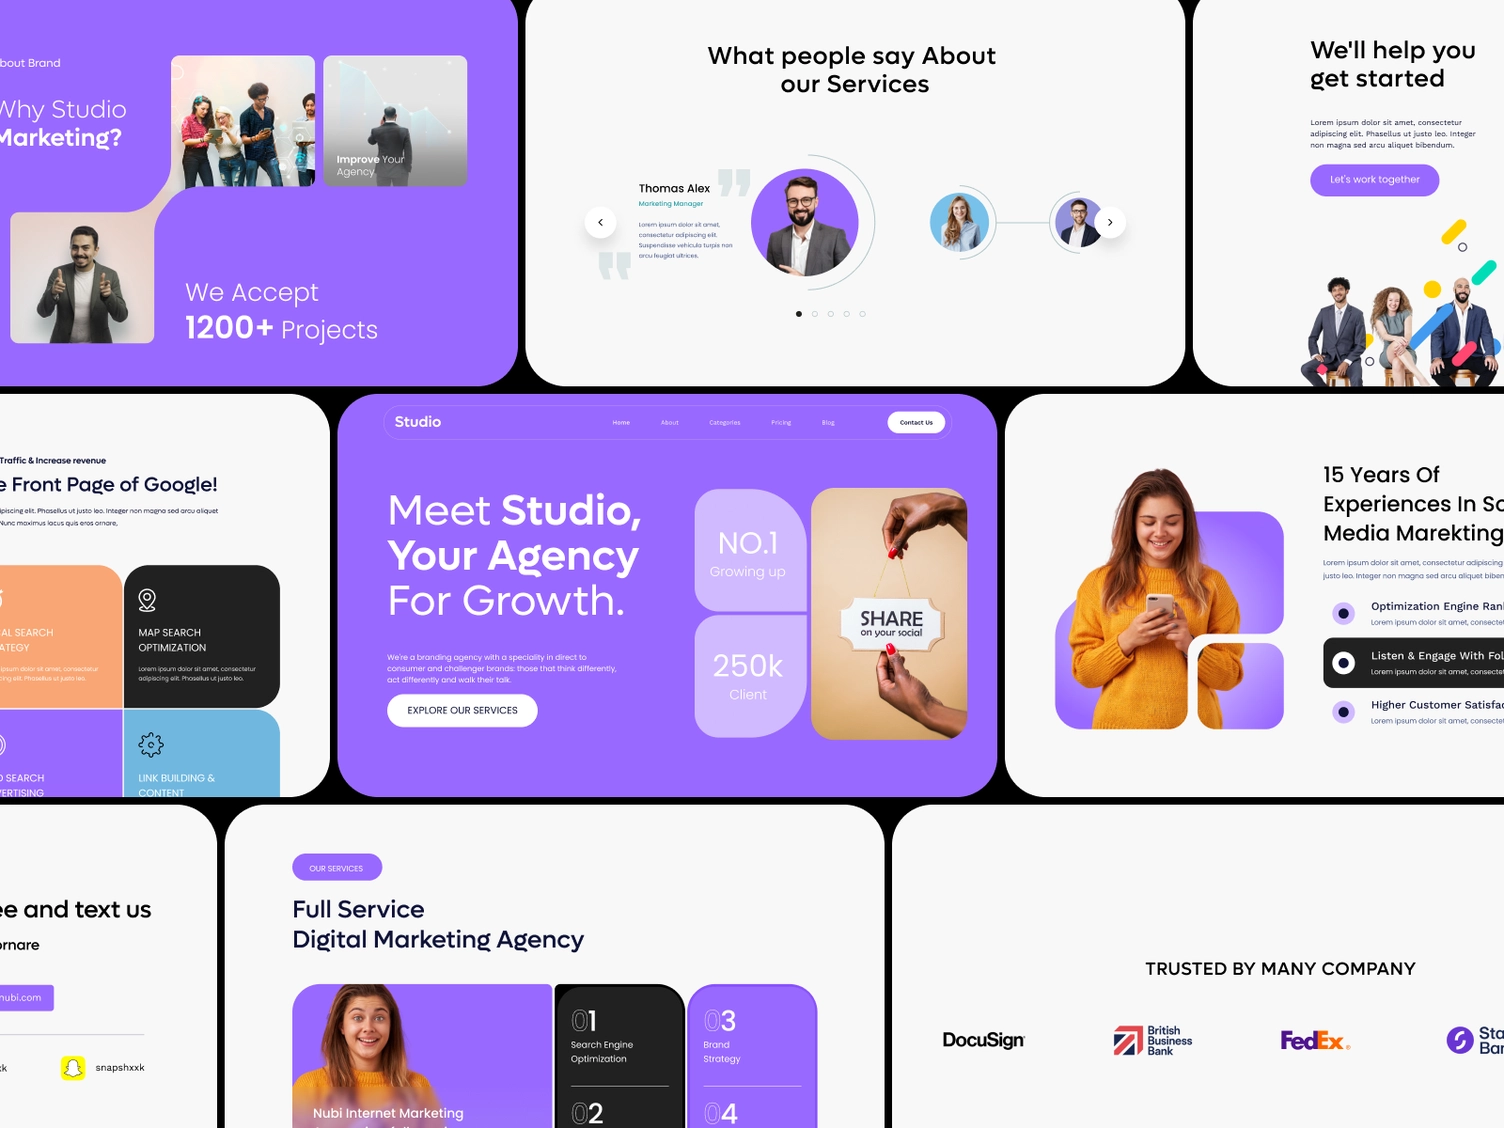 bout Brand
Why Studio
Marketing?
Improve Your
Agency
We Accept
1200+ Projects
What people say About
our Services
Thomas Alex
Marketing Manager
Lorem ipsum dolor sit amet,
consectetur adipiscing elit.
Suspendisse vehicula turpis non
arcu feugiat ultrices.
We'll help you
get started
Lorem ipsum dolor sit amet, consectetur
adipiscing elit. Phasellus ut justo leo. Integer
non magna sed arcu aliquet bibendum.
Let's work together
Traffic & Increase revenue
e Front Page of Google!
ipiscing elit. Phasellus ut justo leo. Integer non magna sed arcu aliquet
Nunc maximus lacus quis eros ornare,
AL SEARCH
ATEGY
ipsum dolor sit amet, consectetur
cing elit. Phasellus ut justo leo.
MAP SEARCH
OPTIMIZATION
Lorem ipsum dolor sit amet, consectetur
adipiscing elit. Phasellus ut justo leo.
D SEARCH
VERTISING
LINK BUILDING &
CONTENT
Studio
Home
About
Categories
Pricing
Blog
Contact Us
Meet Studio,
Your Agency
For Growth.
We're a branding agency with a speciality in direct to
consumer and challenger brands: those that think differently,
act differently and walk their talk.
EXPLORE OUR SERVICES
NO.1
Growing up
250k
Client
SHARE
on your social
15 Years Of
Experiences In So
Media Marekting
Lorem ipsum dolor sit amet, consectetur adipiscing
justo leo. Integer non magna sed arcu aliquet biben
Optimization Engine Rank
Lorem ipsum dolor sit amet, consectet
Listen & Engage With Fol
Lorem ipsum dolor sit amet, consectet
Higher Customer Satisfac
Lorem ipsum dolor sit amet, consectet
ee and text us
ornare
nubi.com
k
snapshxxk
OUR SERVICES
Full Service
Digital Marketing Agency
Nubi Internet Marketing
01
Search Engine
Optimization
02
03
Brand
Strategy
04
TRUSTED BY MANY COMPANY
DocuSign
British
Business
Bank
FedEx
Sta
Ban